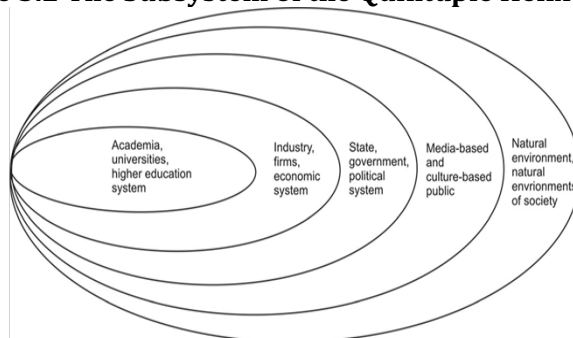 The Subsystem of the Quintuple
Academia,
universities,
higher education
system
Industry,
firms,
economic
system
State,
government,
political
system
Media-based
and
culture-based
public
Natural
environment,
natural
envrionments
of society